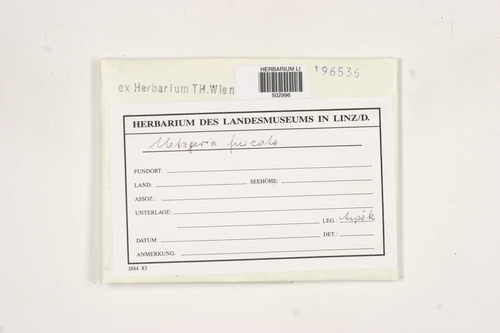 ex Herbarium TH.Wien
HERBARIUM LI
502996
196535
HERBARIUM DES LANDESMUSEUMS IN LINZ/D.
Metzgeria
FUNDORT:
LAND: SEEHÖHE:
ASSOZ.:
UNTERLAGE:
LEG.:
DATUM: DET.:
ANMERKUNG:
1884 83